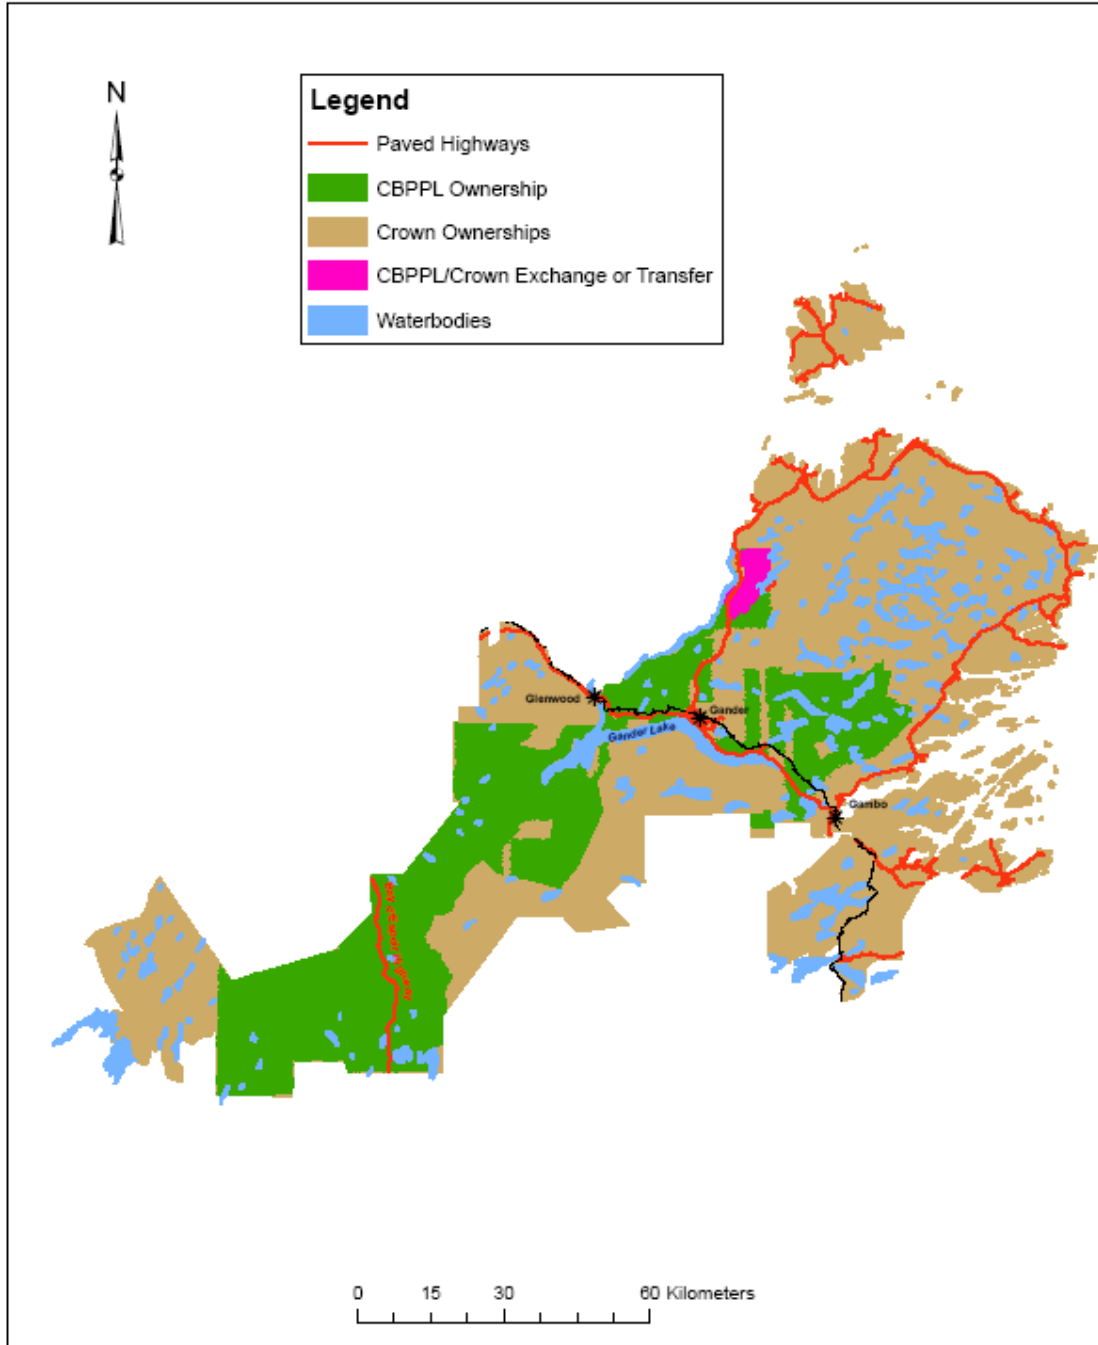 N
Legend
Paved Highways
CBPPL Ownership
Crown Ownerships
CBPPL/Crown Exchange or Transfer
Waterbodies
Glenwood
Gander
Gander Lake
Gambo
0 15 30 60 Kilometers